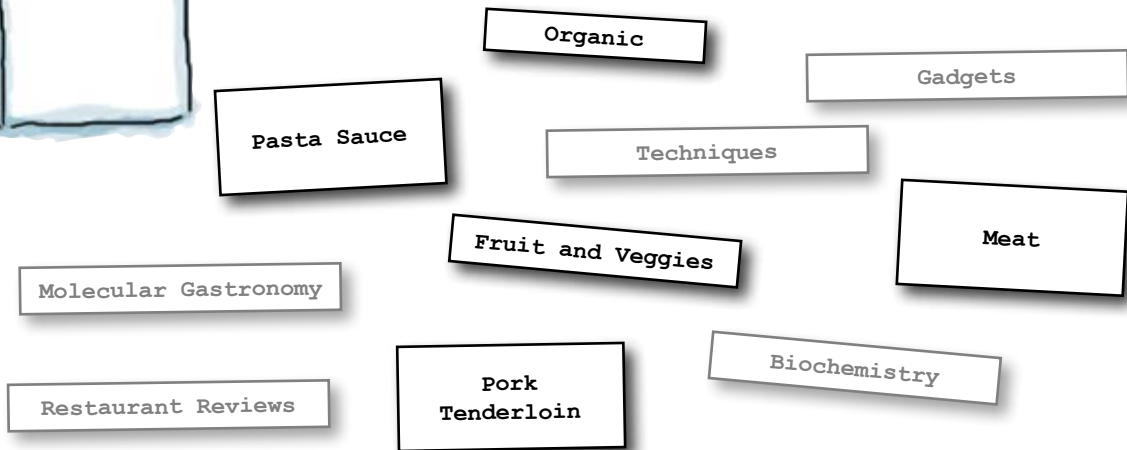 Organic
Gadgets
Pasta Sauce
Techniques
Fruit and Veggies
Meat
Molecular Gastronomy
Biochemistry
Pork
Tenderloin
Restaurant Reviews